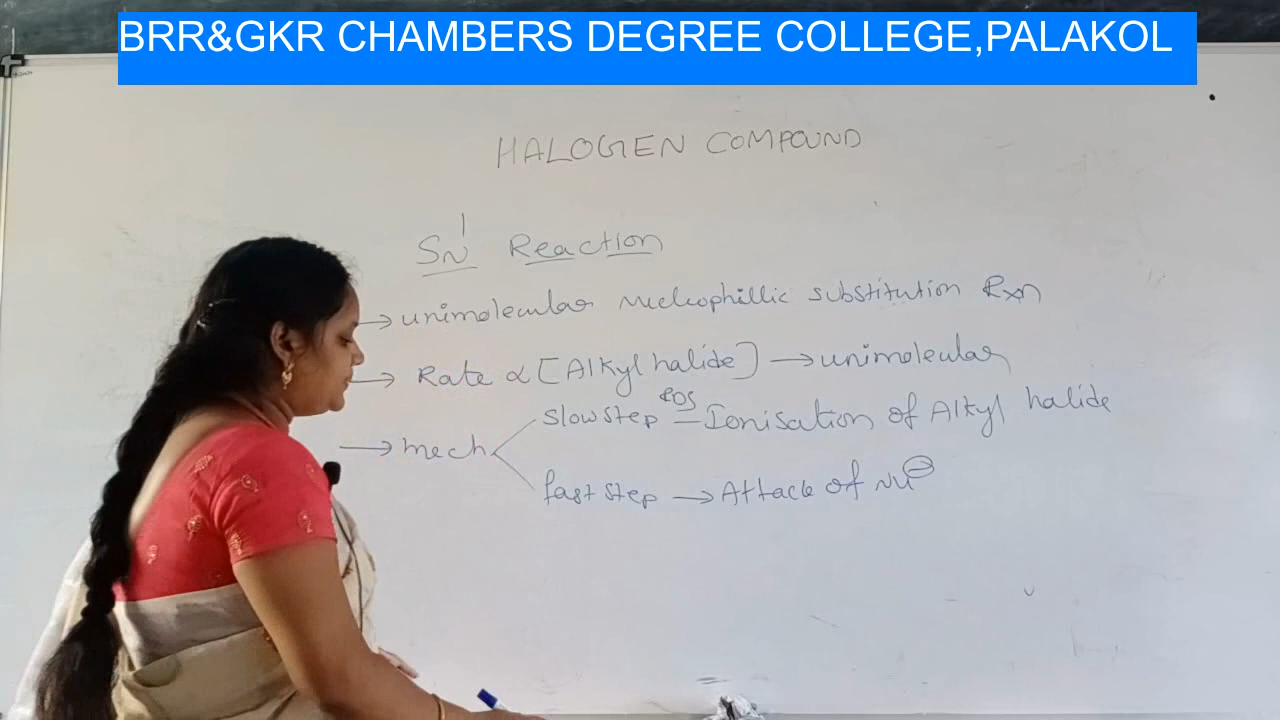 BRR&GKR CHAMBERS DEGREE COLLEGE,PALAKOL
HALOGEN COMPOUND
SN1 Reaction
→ unimolecular nucleophillic substitution Rxn
→ Rate ∝ [Alkyl halide] → unimolecular
RDS
slow step — Ionisation of Alkyl halide
→ mech
fast step → Attack of Nu⊖